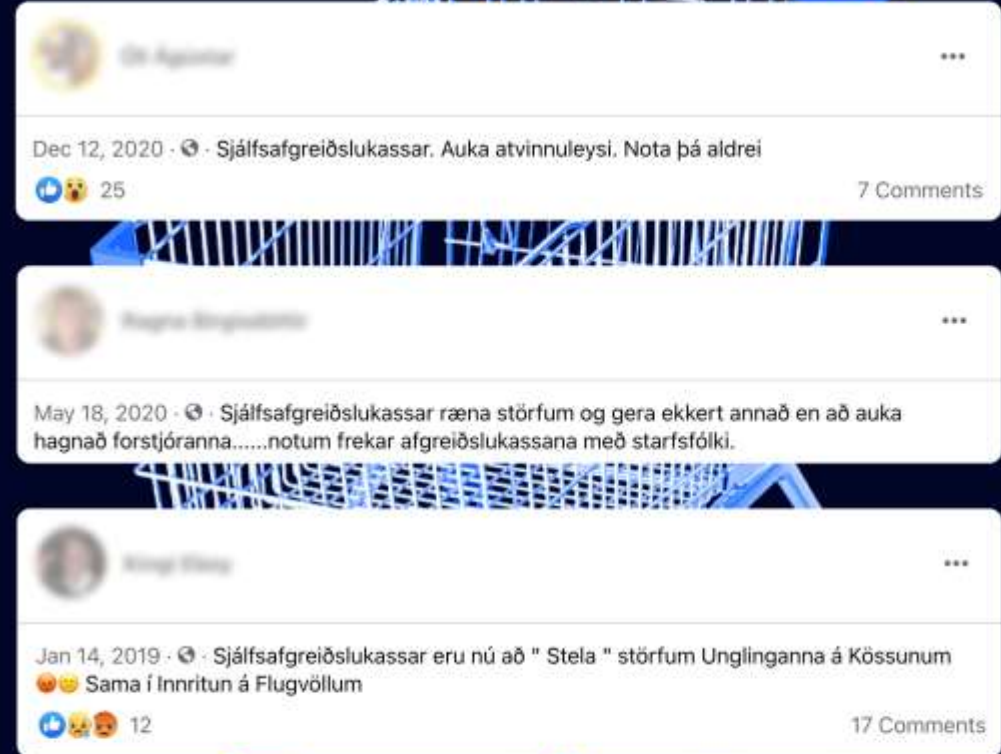 Dec 12, 2020 · Sjálfsafgreiðslukassar. Auka atvinnuleysi. Nota þá aldrei
25 7 Comments
May 18, 2020 · Sjálfsafgreiðslukassar ræna störfum og gera ekkert annað en að auka
hagnað forstjóranna......notum frekar afgreiðslukassana með starfsfólki.
Jan 14, 2019 · Sjálfsafgreiðslukassar eru nú að " Stela " störfum Unglinganna á Kössunum
😡😕 Sama í Innritun á Flugvöllum
12 17 Comments